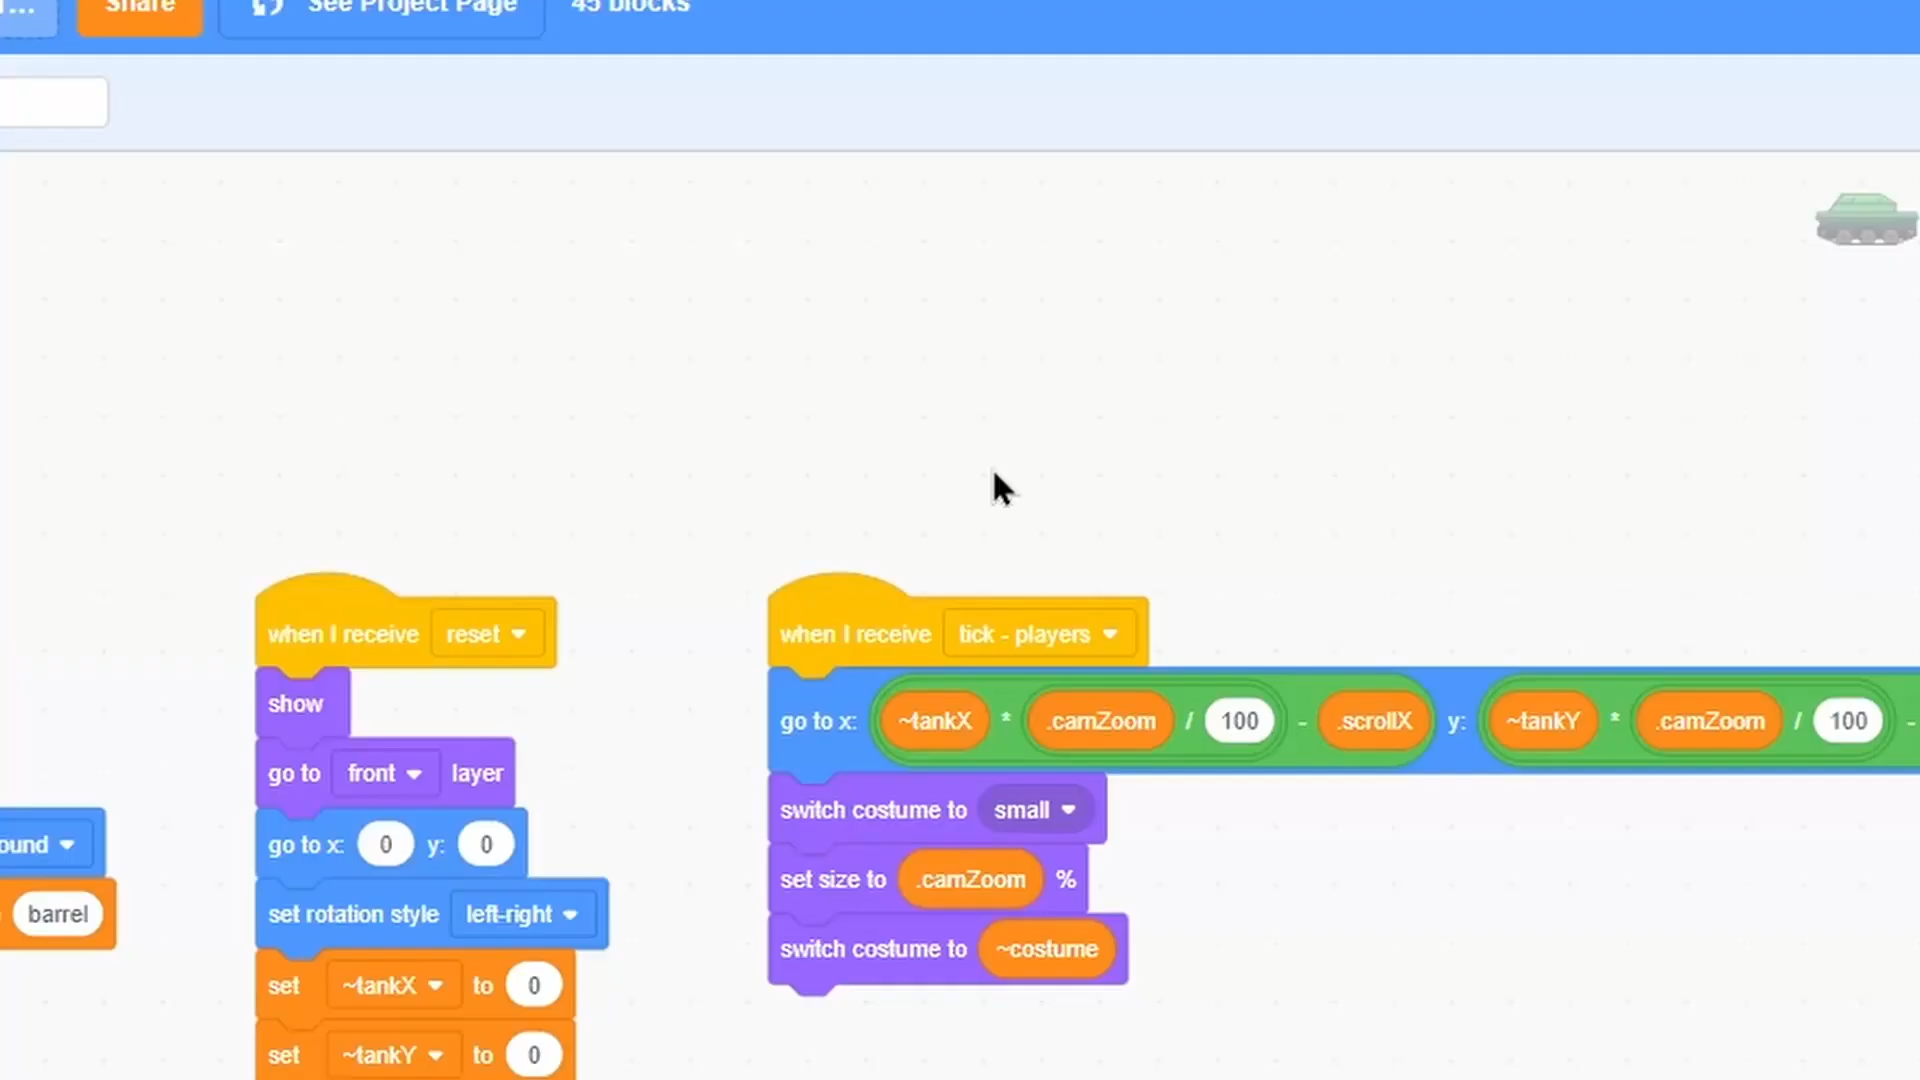 Share See Project Page 45 blocks
when I receive reset
show
go to front layer
go to x: 0 y: 0
set rotation style left-right
set ~tankX to 0
set ~tankY to 0
barrel
when I receive tick - players
go to x: ~tankX * .camZoom / 100 - .scrollX y: ~tankY * .camZoom / 100 -
switch costume to small
set size to .camZoom %
switch costume to ~costume